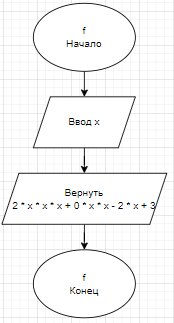 f
Начало
Ввод x
Вернуть
2 * x * x * x + 0 * x * x - 2 * x + 3
f
Конец